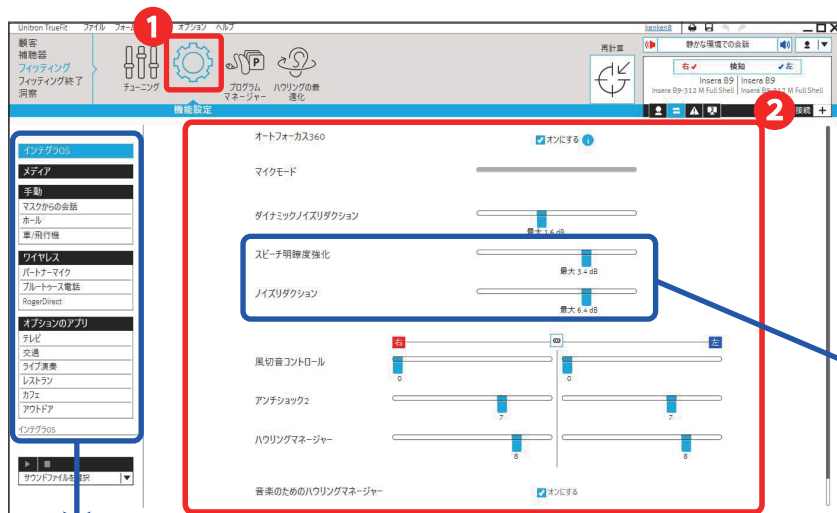 Unitron TrueFit ファイル オプション ヘルプ
kenken8
1
顧客
補聴器
フィッティング
フィッティング終了
洞察
チューニング
プログラム
マネージャー
ハウリングの最
適化
機能設定
再計算
静かな環境での会話
右 検知 左
Insera B9 Insera B9
Insera B9-312 M Full Shell Insera B9-312 M Full Shell
2
接続
インテグラOS
メディア
手動
マスクからの会話
ホール
車/飛行機
ワイヤレス
パートナーマイク
ブルートゥース電話
RogerDirect
オプションのアプリ
テレビ
交通
ライブ演奏
レストラン
カフェ
アウトドア
インテグラOS
サウンドファイルを選択
オートフォーカス360 オンにする
マイクモード
ダイナミックノイズリダクション
最大 1.6 dB
スピーチ明瞭度強化
最大 3.4 dB
ノイズリダクション
最大 6.4 dB
右 左
風切音コントロール
0 0
アンチショック2
7 7
ハウリングマネージャー
8 8
音楽のためのハウリングマネージャー オンにする